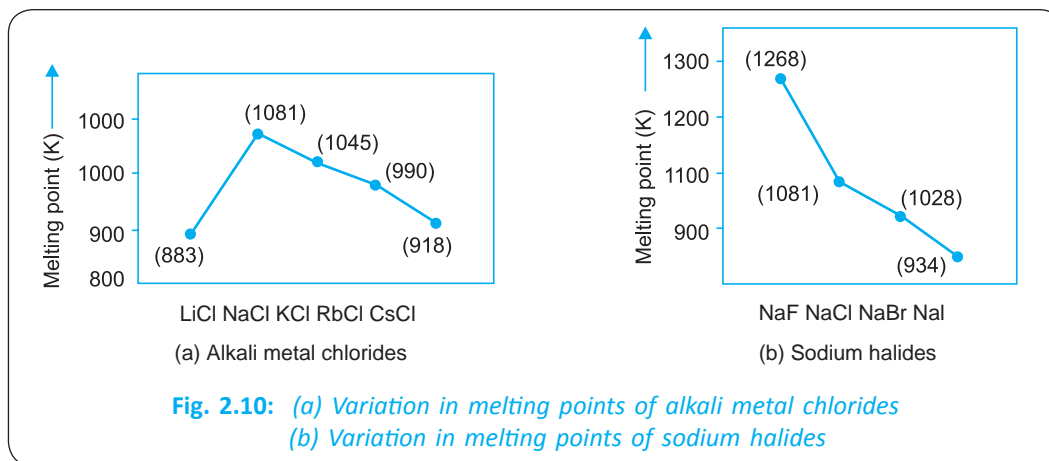 Melting point (K)
1000
1000
900
800
(1081)
(1045)
(990)
(883)
(918)
LiCl NaCl KCl RbCl CsCl
(a) Alkali metal chlorides
Melting point (K)
1300
1200
1100
900
(1268)
(1081)
(1028)
(934)
NaF NaCl NaBr NaI
(b) Sodium halides
Fig. 2.10: (a) Variation in melting points of alkali metal chlorides
(b) Variation in melting points of sodium halides